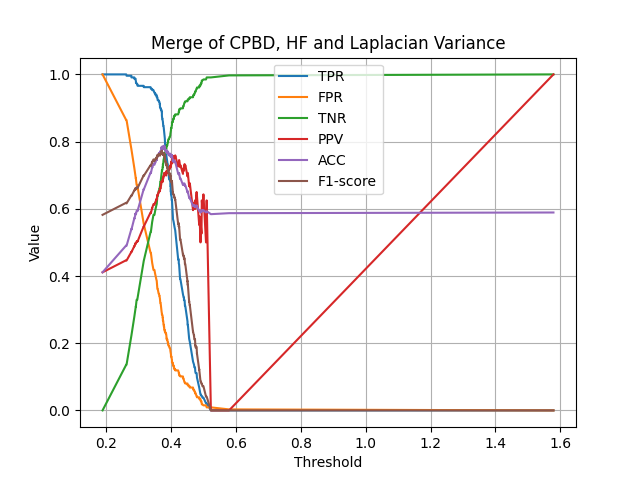 Merge of CPBD, HF and Laplacian Variance
1.0
0.8
0.6
0.4
0.2
0.0
Value
TPR
FPR
TNR
PPV
ACC
F1-score
0.2 0.4 0.6 0.8 1.0 1.2 1.4 1.6
Threshold